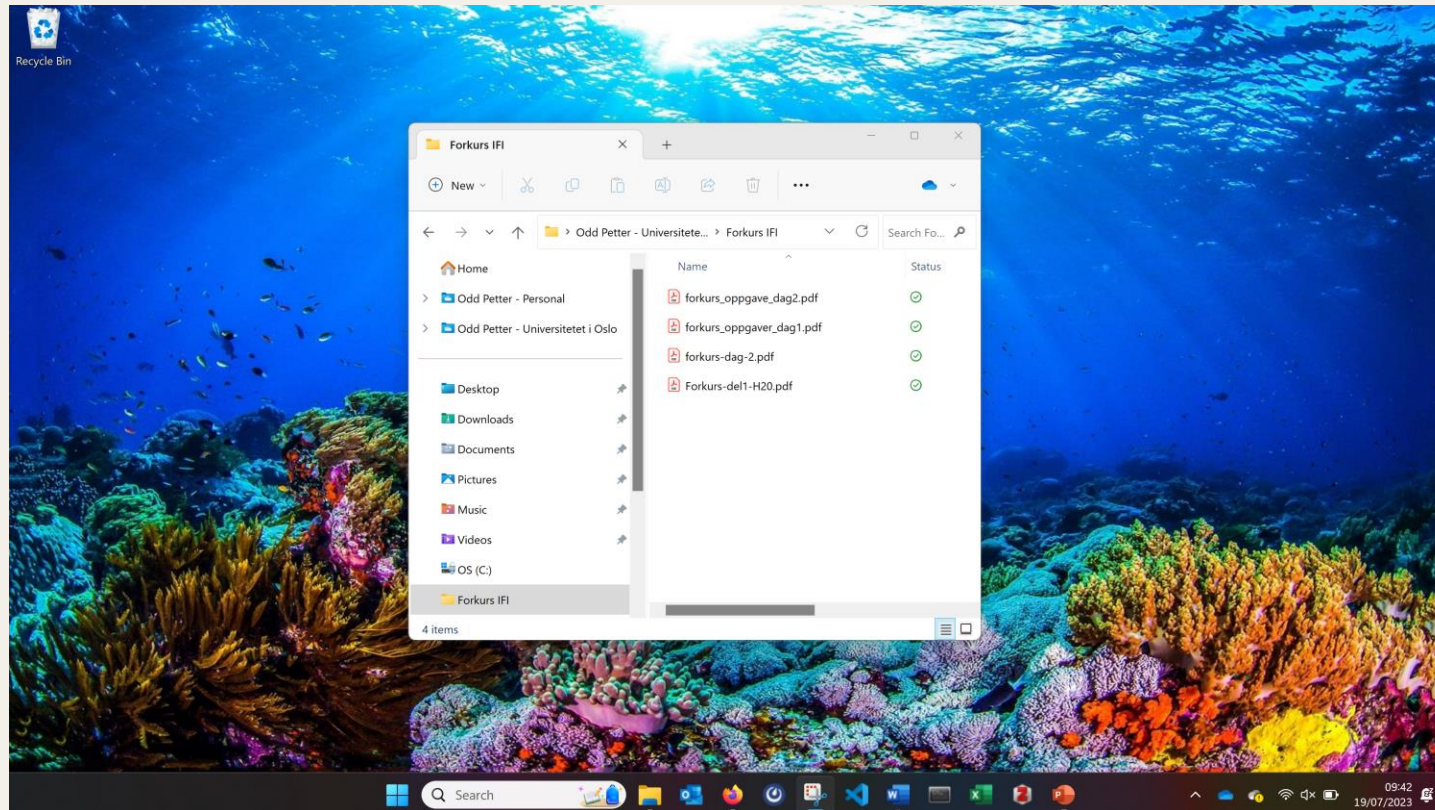 Recycle Bin
Forkurs IFI
New
Odd Petter - Universitete... > Forkurs IFI
Search Fo...
Home
Odd Petter - Personal
Odd Petter - Universitetet i Oslo
Desktop
Downloads
Documents
Pictures
Music
Videos
OS (C:)
Forkurs IFI
Name Status
forkurs_oppgave_dag2.pdf
forkurs_oppgaver_dag1.pdf
forkurs-dag-2.pdf
Forkurs-del1-H20.pdf
4 items
Search
09:42
19/07/2023